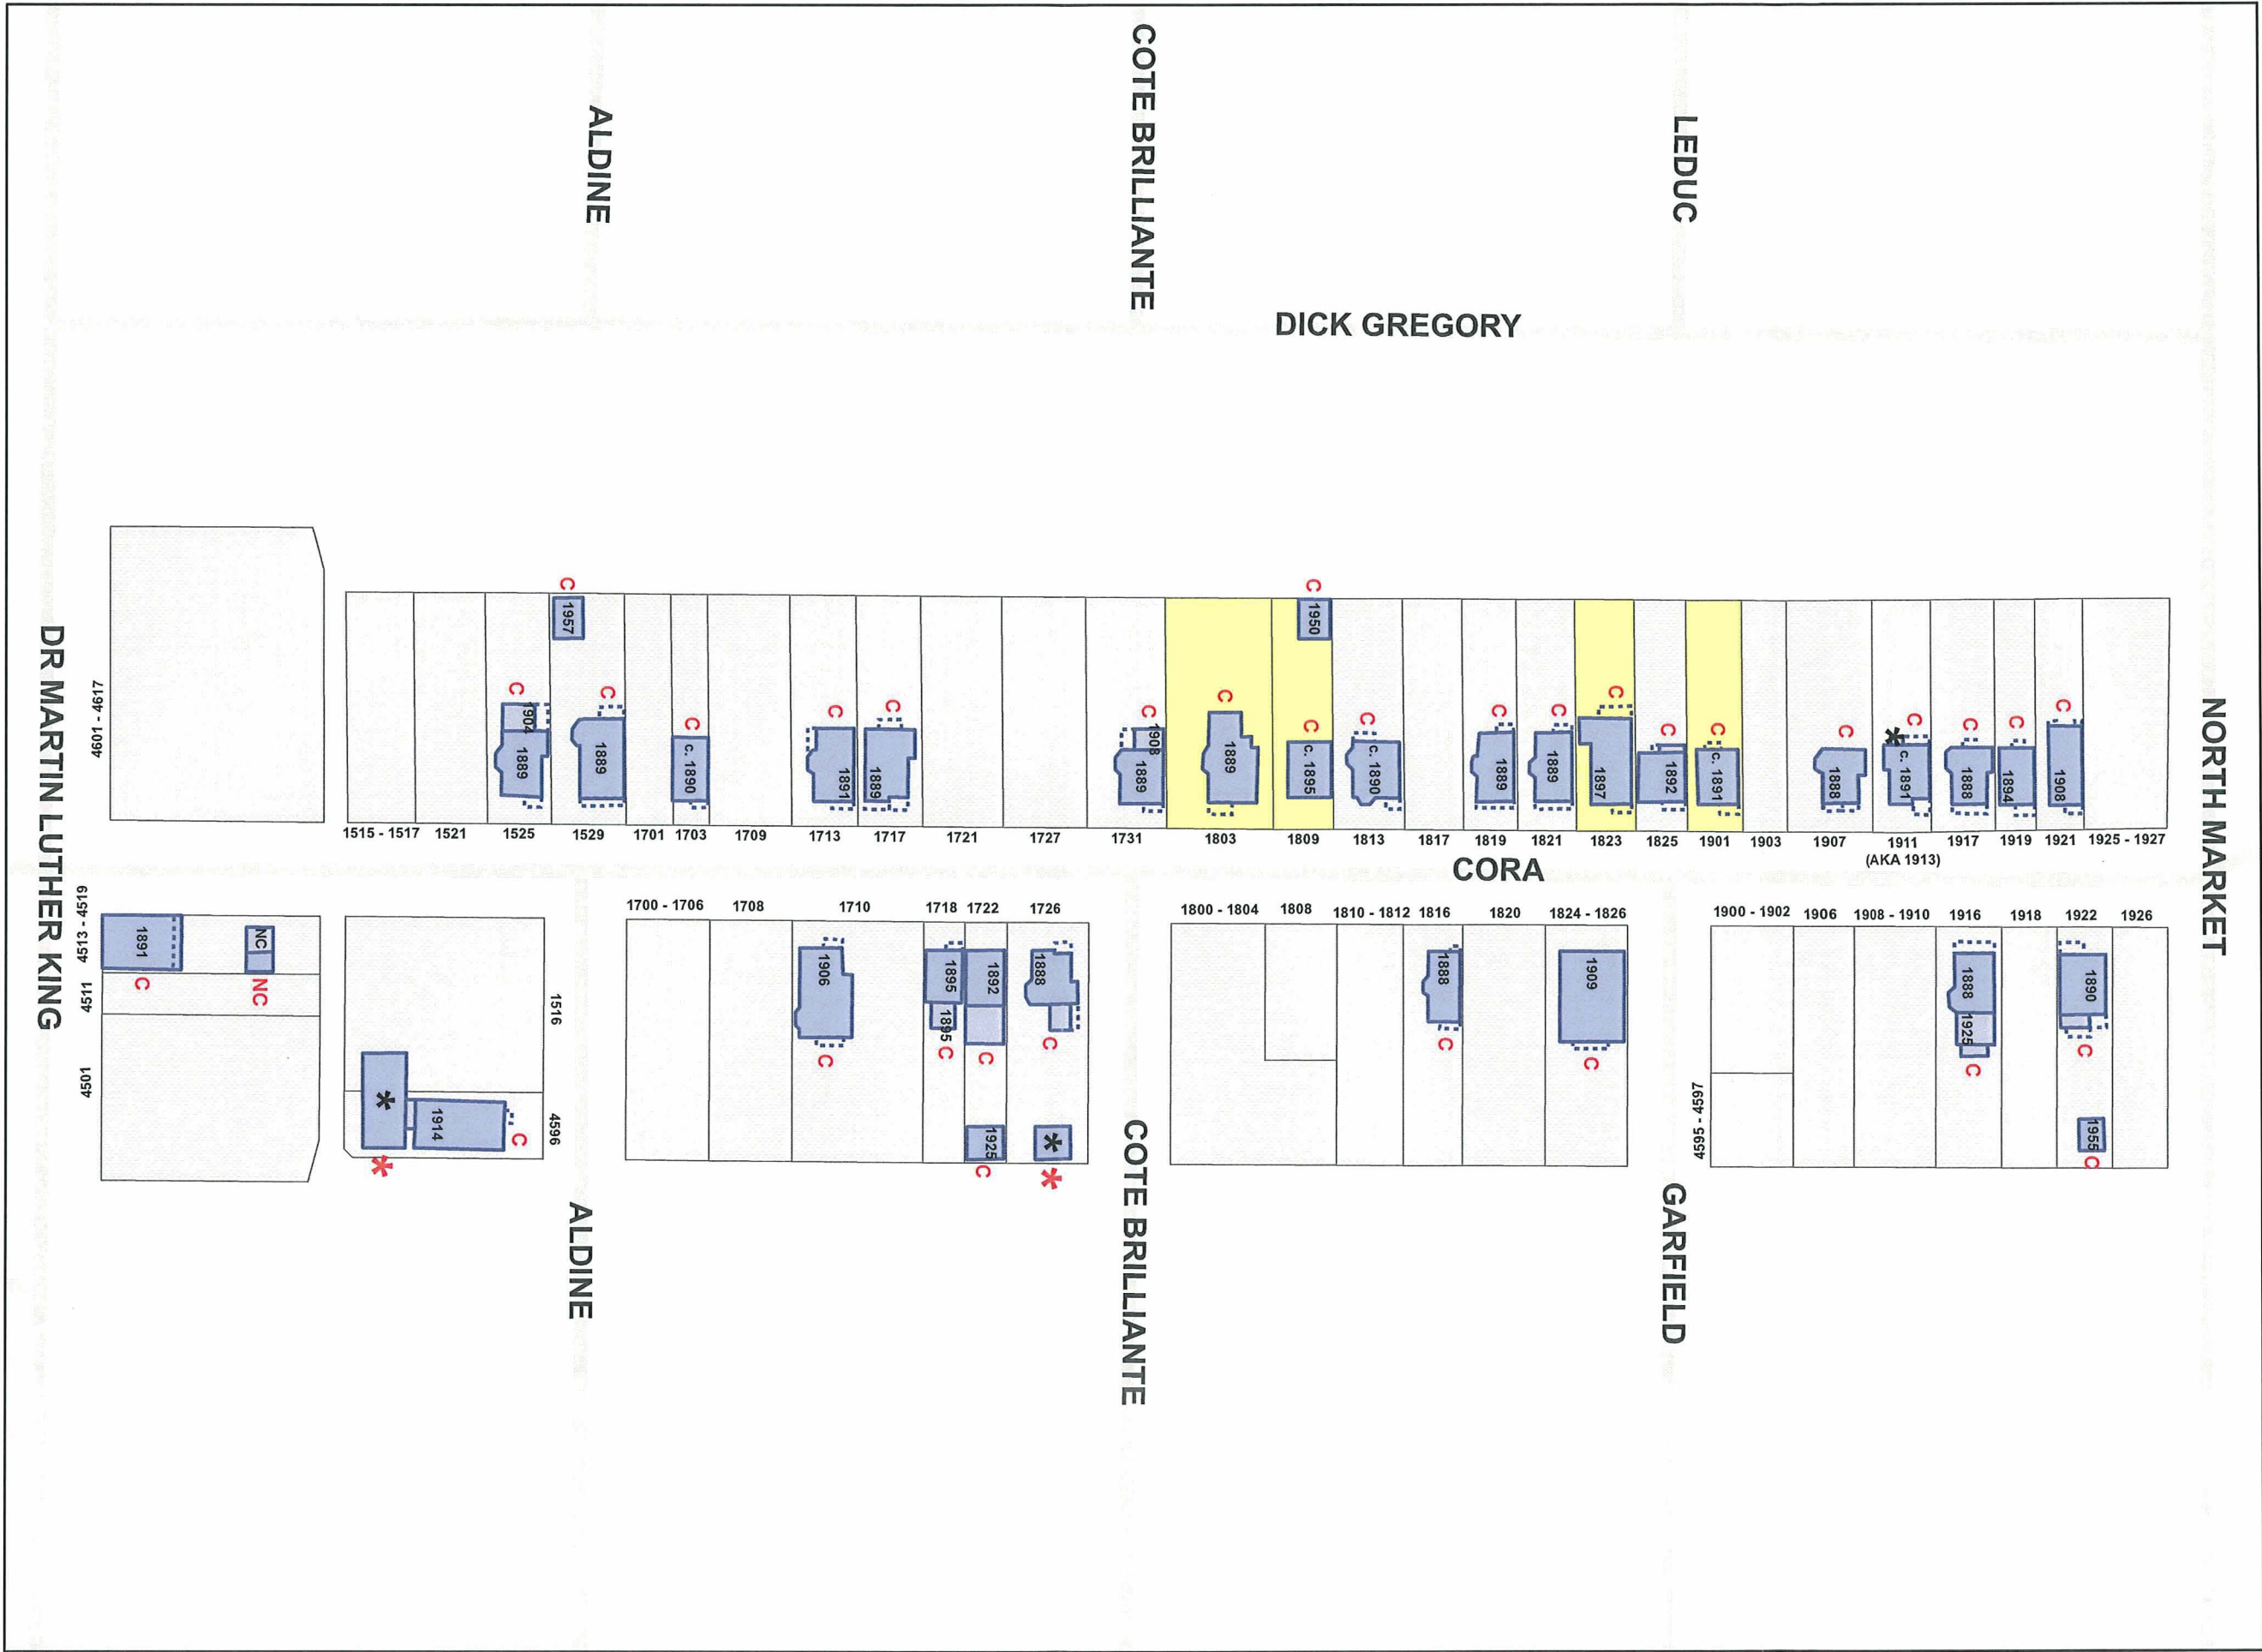 COTE BRILLIANTE
ALDINE
LEDUC
DICK GREGORY
NORTH MARKET
DR MARTIN LUTHER KING
4601 - 4617
C
1957
C
1950
C
1904
1889
C
1889
C
c. 1890
C
1891
C
1889
C
1908
1889
C
1889
C
c. 1895
C
c. 1890
C
1889
C
1889
C
1897
C
1892
C
c. 1891
C
1888
C
*
c. 1891
C
1888
C
1894
C
1908
1515 - 1517
1521
1525
1529
1701
1703
1709
1713
1717
1721
1727
1731
1803
1809
1813
1817
1819
1821
1823
1825
1901
1903
1907
1911
(AKA 1913)
1917
1919
1921
1925 - 1927
CORA
4513 - 4519
4511
4501
1891
C
NC
NC
1516
4596
*
*
1914
C
1700 - 1706
1708
1710
1718
1722
1726
1906
C
1895
1895
C
1892
C
1925
C
1888
C
*
*
1800 - 1804
1808
1810 - 1812
1816
1820
1824 - 1826
1888
C
1909
C
1900 - 1902
1906
1908 - 1910
1916
1918
1922
1926
4595 - 4597
1888
1925
C
1890
C
1955
C
ALDINE
COTE BRILLIANTE
GARFIELD